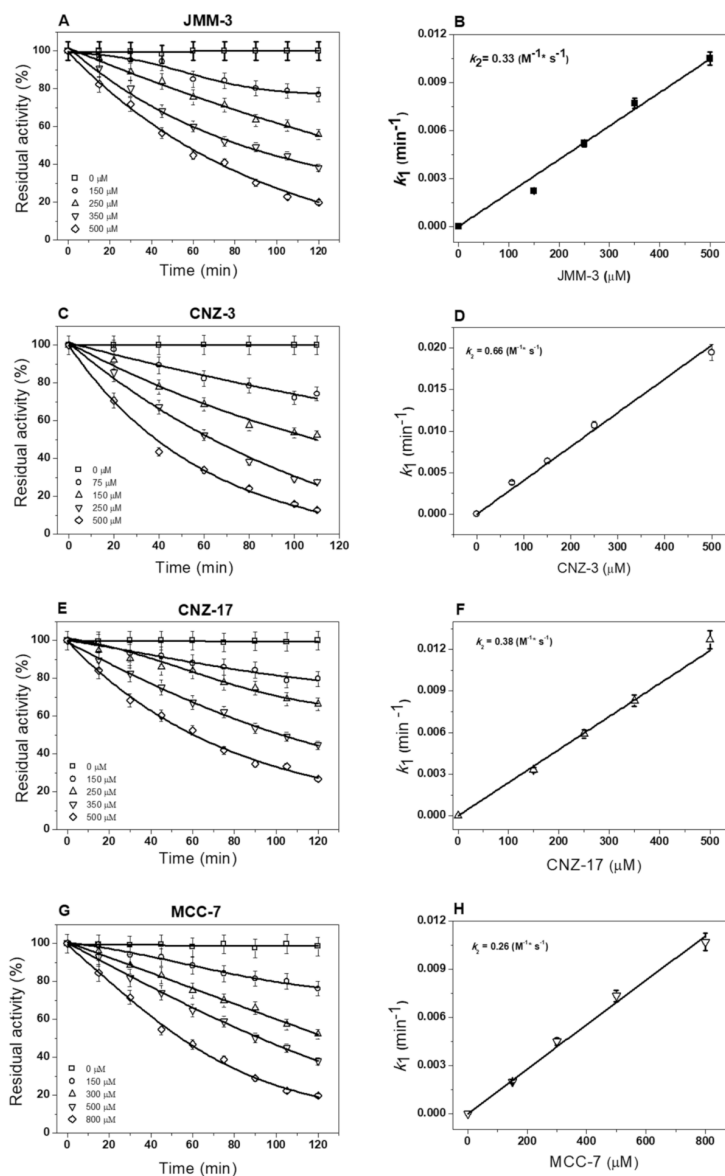 A
JMM-3
100
80
60
40
20
0
Residual activity (%)
0 μM
150 μM
250 μM
350 μM
500 μM
0 20 40 60 80 100 120
Time (min)
B
k₂= 0.33 (M⁻¹* s⁻¹)
0.012
0.009
0.006
0.003
0.000
k₁ (min⁻¹)
0 100 200 300 400 500
JMM-3 (μM)
C
CNZ-3
100
80
60
40
20
0
Residual activity (%)
0 μM
75 μM
150 μM
250 μM
500 μM
0 20 40 60 80 100 120
Time (min)
D
k₂ = 0.66 (M⁻¹* s⁻¹)
0.020
0.015
0.010
0.005
0.000
k₁ (min⁻¹)
0 100 200 300 400 500
CNZ-3 (μM)
E
CNZ-17
100
80
60
40
20
0
Residual activity (%)
0 μM
150 μM
250 μM
350 μM
500 μM
0 20 40 60 80 100 120
Time (min)
F
k₂ = 0.38 (M⁻¹* s⁻¹)
0.012
0.009
0.006
0.003
0.000
k₁ (min⁻¹)
0 100 200 300 400 500
CNZ-17 (μM)
G
MCC-7
100
80
60
40
20
0
Residual activity (%)
0 μM
150 μM
300 μM
500 μM
800 μM
0 20 40 60 80 100 120
Time (min)
H
k₂ = 0.26 (M⁻¹* s⁻¹)
0.012
0.009
0.006
0.003
0.000
k₁ (min⁻¹)
0 200 400 600 800
MCC-7 (μM)